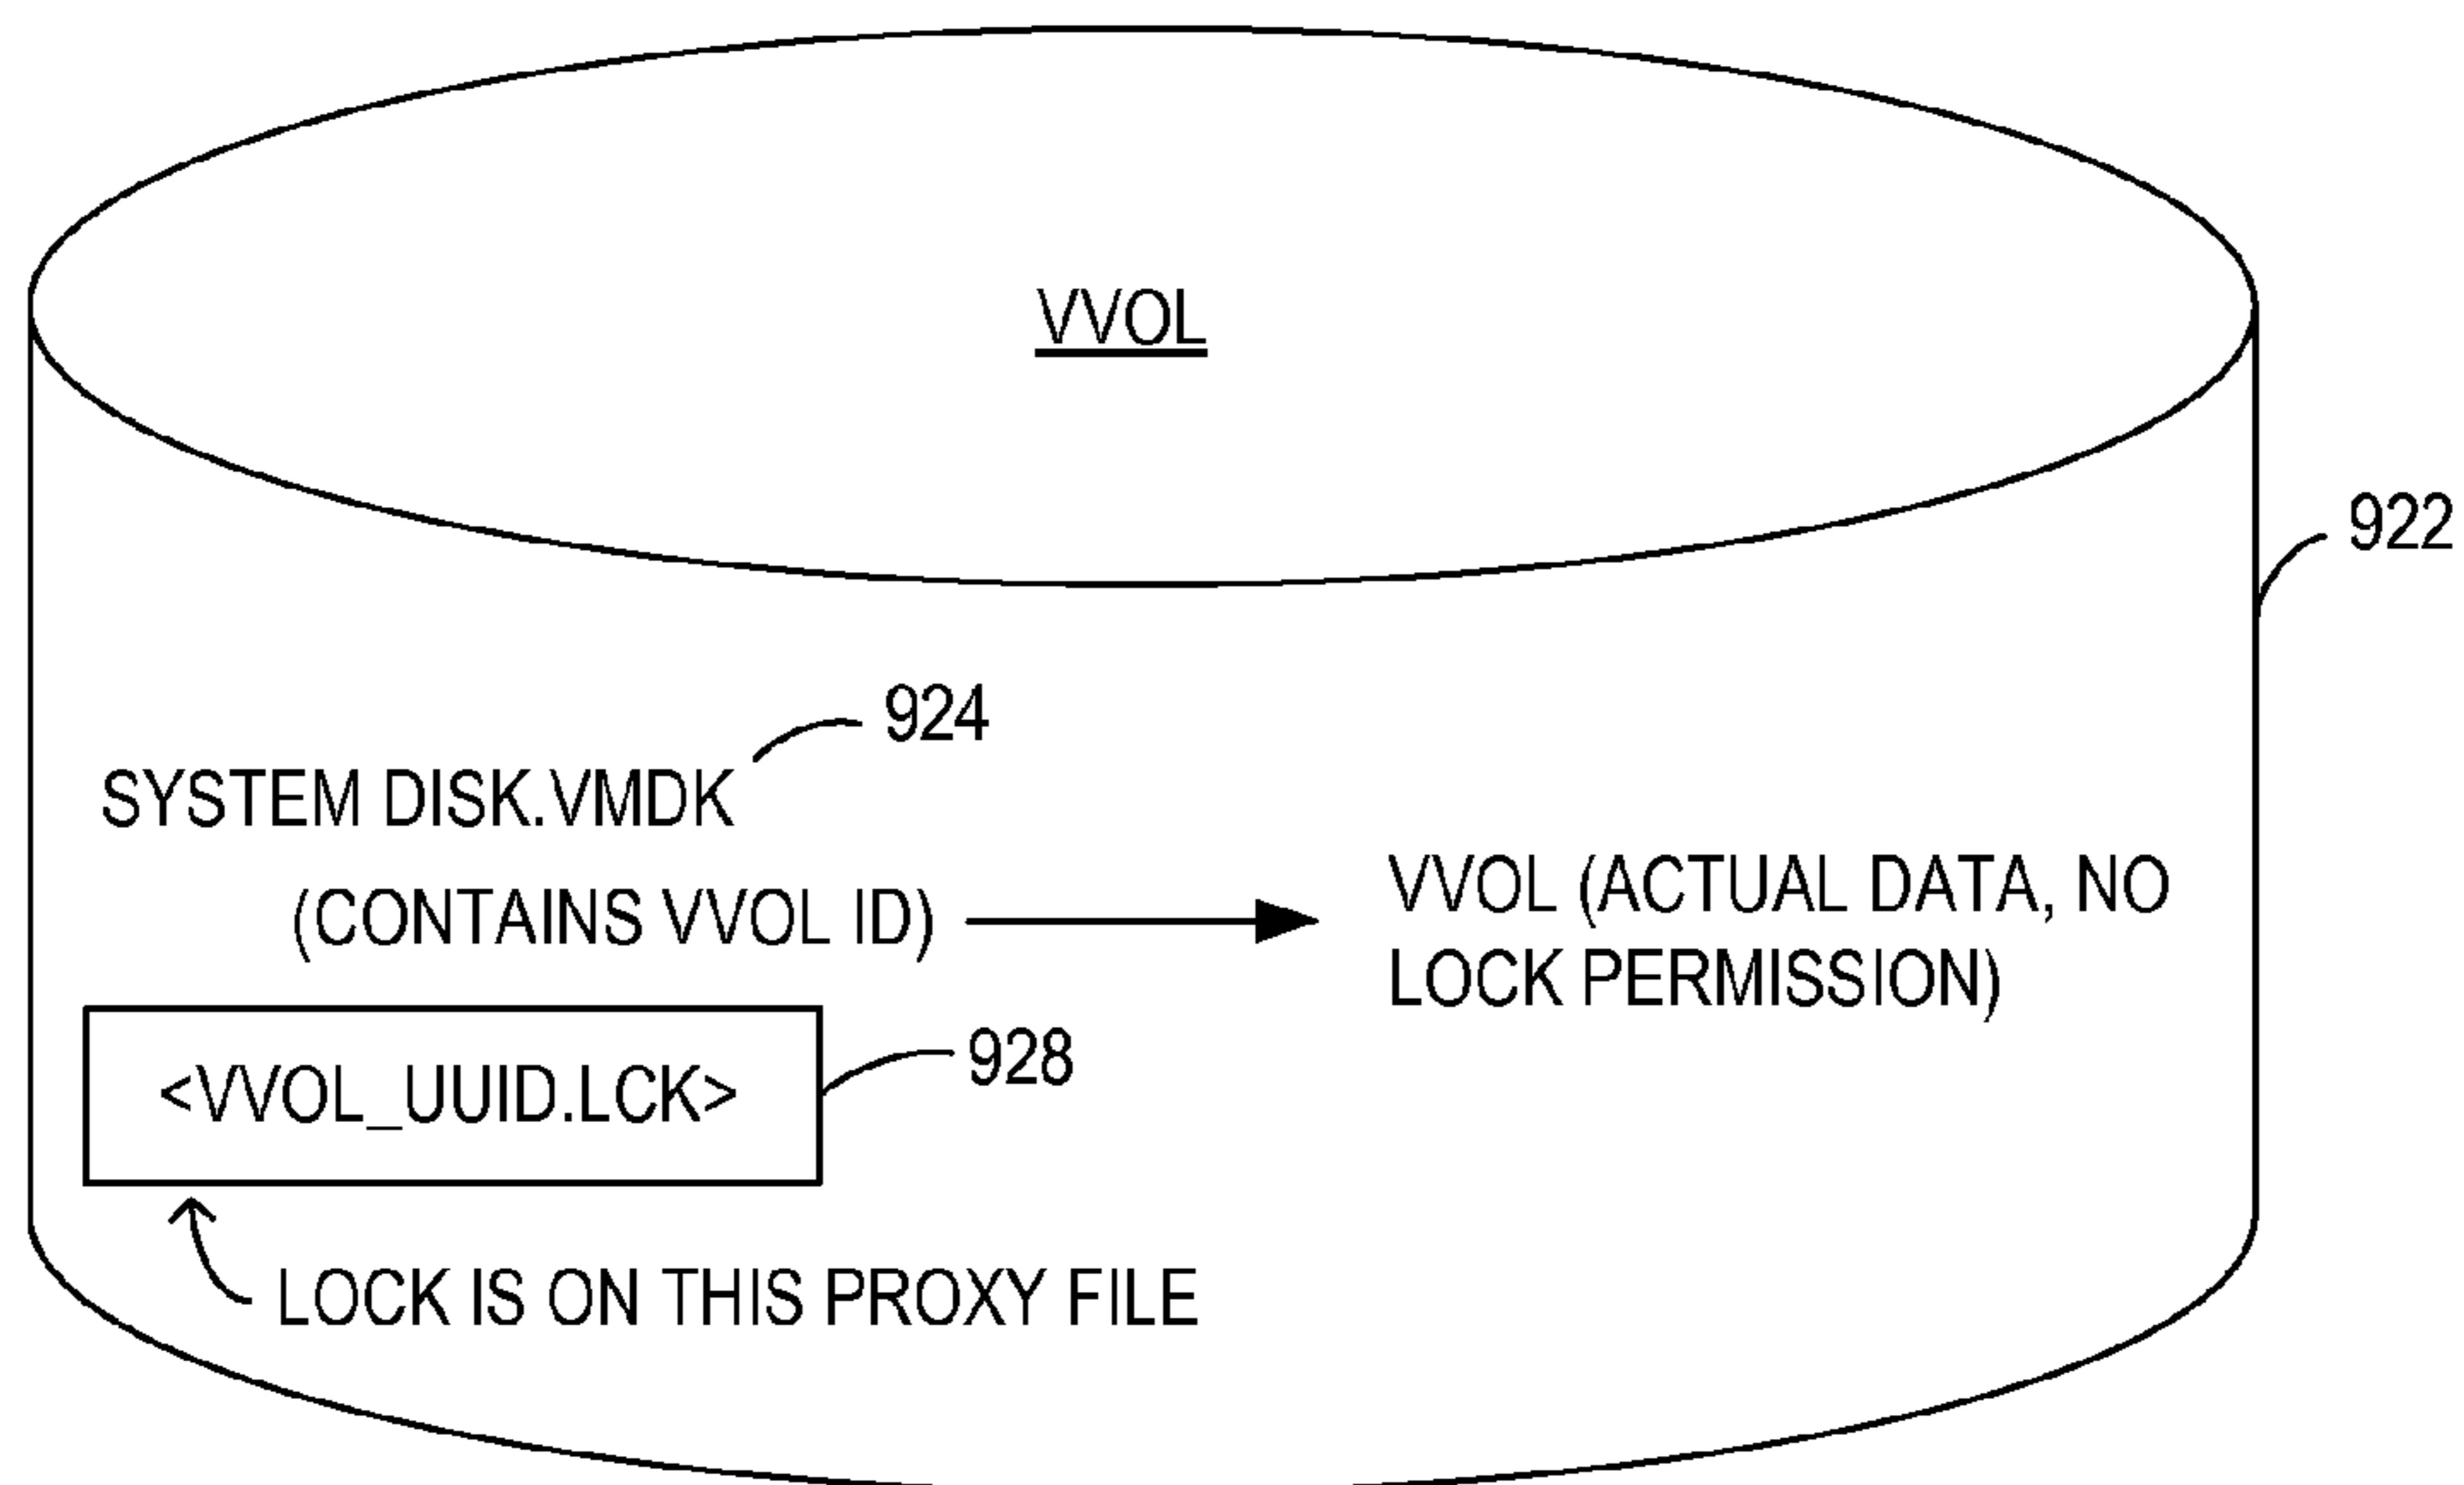 VVOL
922
924
SYSTEM DISK.VMDK
(CONTAINS VVOL ID)
VVOL (ACTUAL DATA, NO
LOCK PERMISSION)
<VVOL_UUID.LCK>
928
LOCK IS ON THIS PROXY FILE